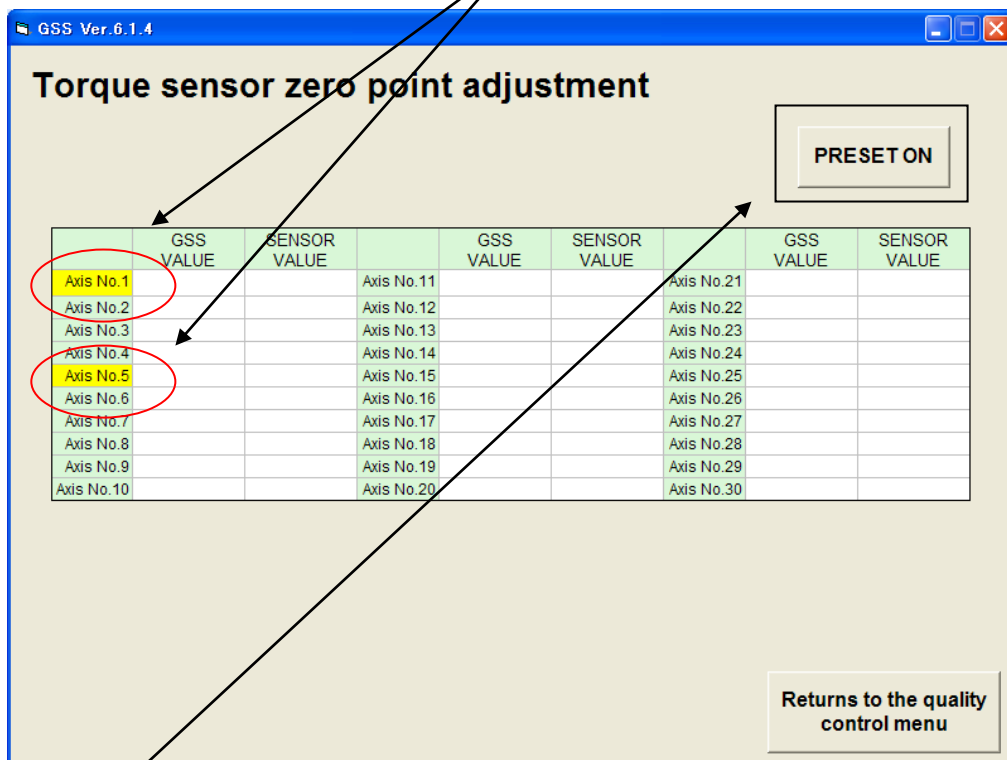 GSS Ver.6.1.4
Torque sensor zero point adjustment
PRESET ON
GSS VALUE SENSOR VALUE GSS VALUE SENSOR VALUE GSS VALUE SENSOR VALUE
Axis No.1 Axis No.11 Axis No.21
Axis No.2 Axis No.12 Axis No.22
Axis No.3 Axis No.13 Axis No.23
Axis No.4 Axis No.14 Axis No.24
Axis No.5 Axis No.15 Axis No.25
Axis No.6 Axis No.16 Axis No.26
Axis No.7 Axis No.17 Axis No.27
Axis No.8 Axis No.18 Axis No.28
Axis No.9 Axis No.19 Axis No.29
Axis No.10 Axis No.20 Axis No.30
Returns to the quality
control menu